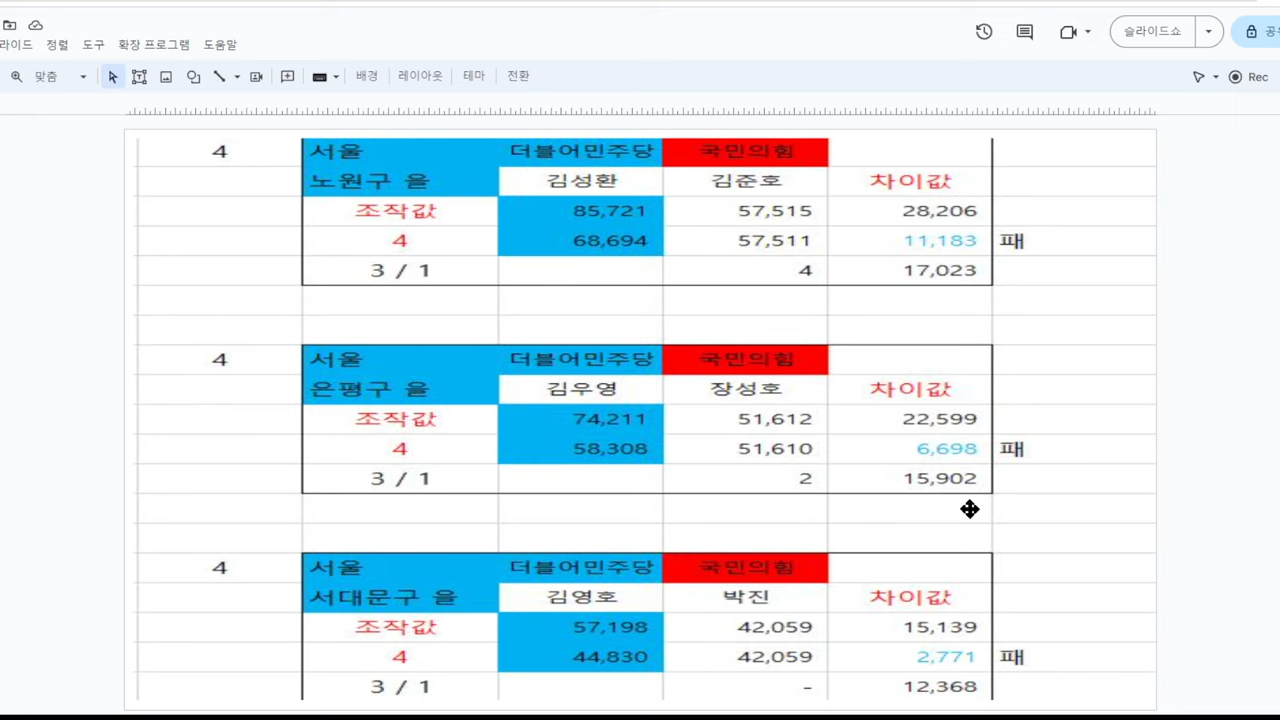 라이드 정렬 도구 확장 프로그램 도움말
슬라이드쇼
맞춤 배경 레이아웃 테마 전환 Rec
4 서울 더불어민주당 국민의힘
노원구 을 김성환 김준호 차이값
조작값 85,721 57,515 28,206
4 68,694 57,511 11,183 패
3 / 1 4 17,023
4 서울 더불어민주당 국민의힘
은평구 을 김우영 장성호 차이값
조작값 74,211 51,612 22,599
4 58,308 51,610 6,698 패
3 / 1 2 15,902
4 서울 더불어민주당 국민의힘
서대문구 을 김영호 박진 차이값
조작값 57,198 42,059 15,139
4 44,830 42,059 2,771 패
3 / 1 - 12,368